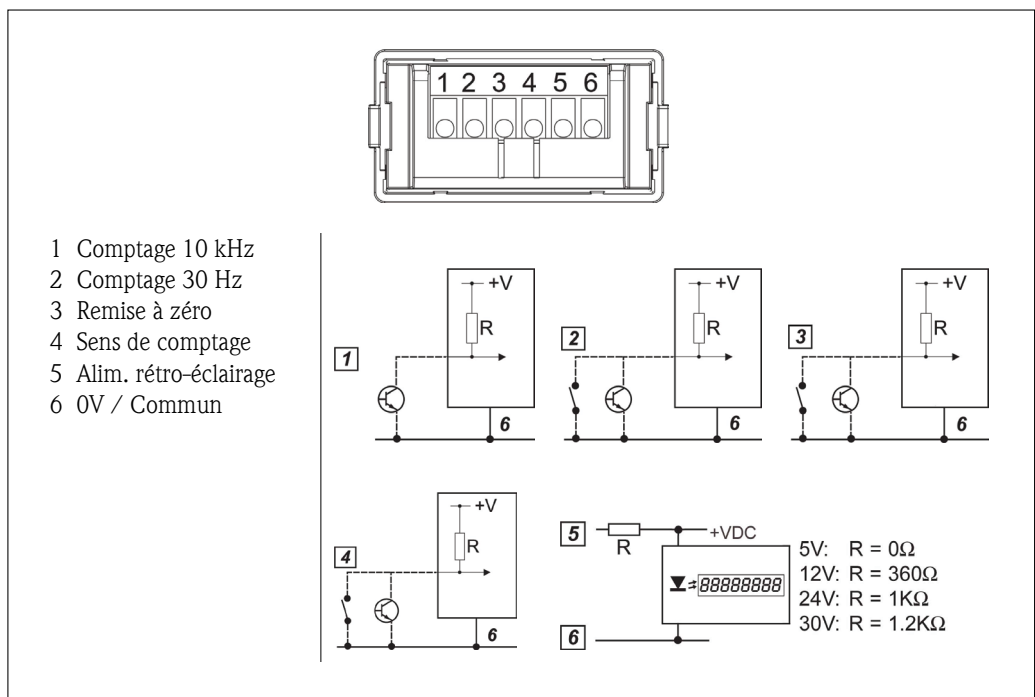 1 2 3 4 5 6
1 Comptage 10 kHz
2 Comptage 30 Hz
3 Remise à zéro
4 Sens de comptage
5 Alim. rétro-éclairage
6 0V / Commun
+V
R
1
6
+V
R
2
6
+V
R
3
6
+V
R
4
6
5
R
+VDC
88888888
6
5V: R = 0Ω
12V: R = 360Ω
24V: R = 1KΩ
30V: R = 1.2KΩ